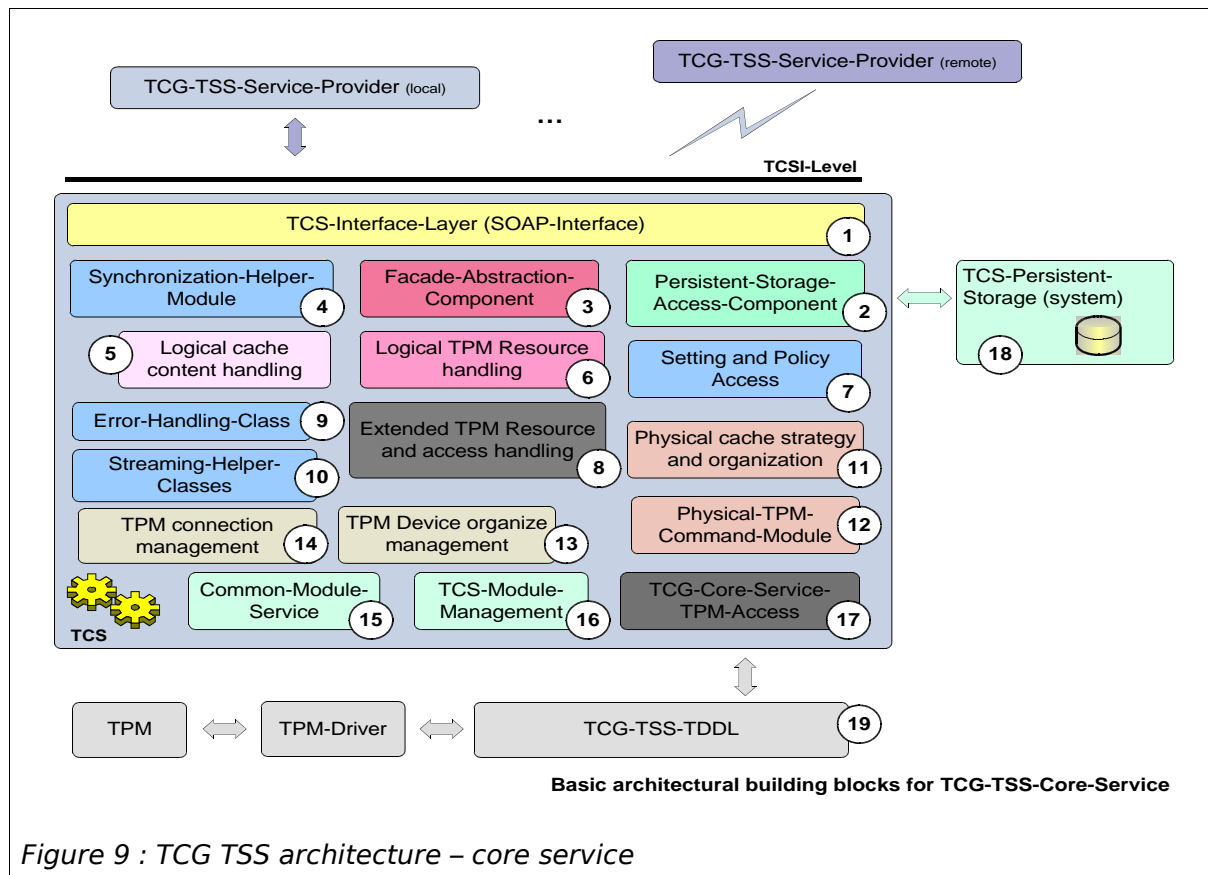 TCG-TSS-Service-Provider (local)
...
TCG-TSS-Service-Provider (remote)
TCSI-Level
TCS-Interface-Layer (SOAP-Interface)
1
Synchronization-Helper-
Module
4
Facade-Abstraction-
Component
3
Persistent-Storage-
Access-Component
2
TCS-Persistent-
Storage (system)
18
5
Logical cache
content handling
Logical TPM Resource
handling
6
Setting and Policy
Access
7
Error-Handling-Class
9
Extended TPM Resource
and access handling
8
Physical cache strategy
and organization
11
Streaming-Helper-
Classes
10
TPM connection
management
14
TPM Device organize
management
13
Physical-TPM-
Command-Module
12
TCS
Common-Module-
Service
15
TCS-Module-
Management
16
TCG-Core-Service-
TPM-Access
17
TPM
TPM-Driver
TCG-TSS-TDDL
19
Basic architectural building blocks for TCG-TSS-Core-Service
Figure 9 : TCG TSS architecture – core service